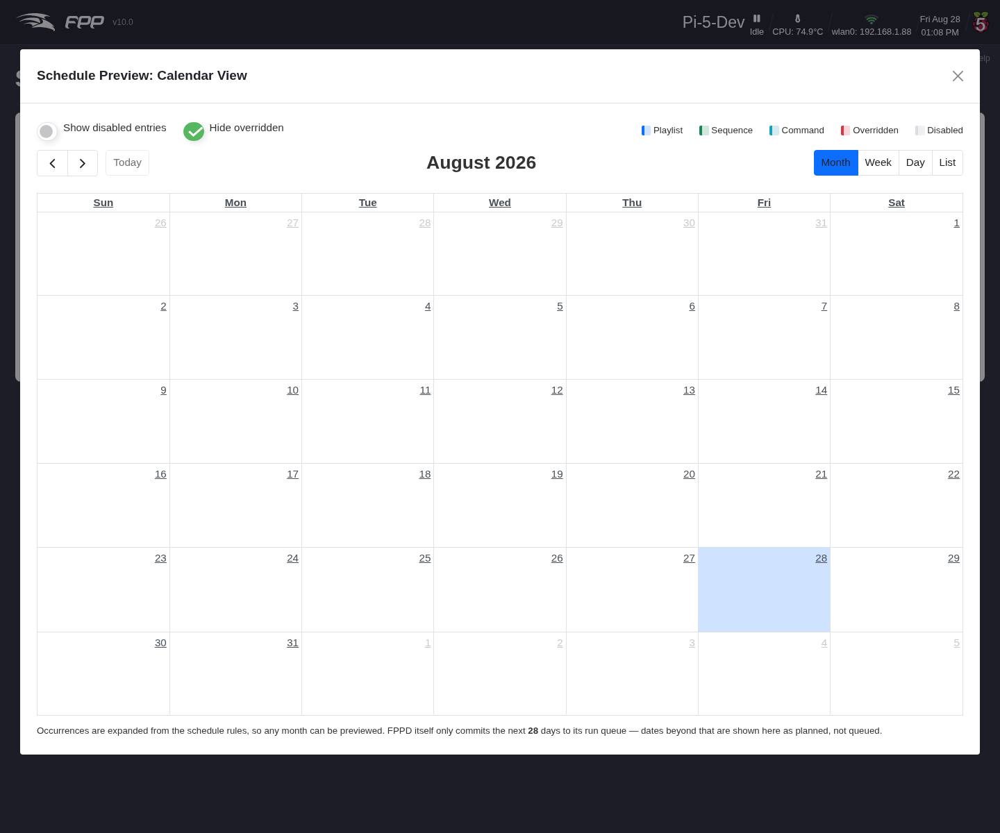 FPP v10.0
Pi-5-Dev
Idle
CPU: 74.9°C
wlan0: 192.168.1.88
Fri Aug 28
01:08 PM
5
Schedule Preview: Calendar View
Show disabled entries Hide overridden
Playlist Sequence Command Overridden Disabled
Today August 2026 Month Week Day List
Sun Mon Tue Wed Thu Fri Sat
26 27 28 29 30 31 1
2 3 4 5 6 7 8
9 10 11 12 13 14 15
16 17 18 19 20 21 22
23 24 25 26 27 28 29
30 31 1 2 3 4 5
Occurrences are expanded from the schedule rules, so any month can be previewed. FPPD itself only commits the next 28 days to its run queue — dates beyond that are shown here as planned, not queued.